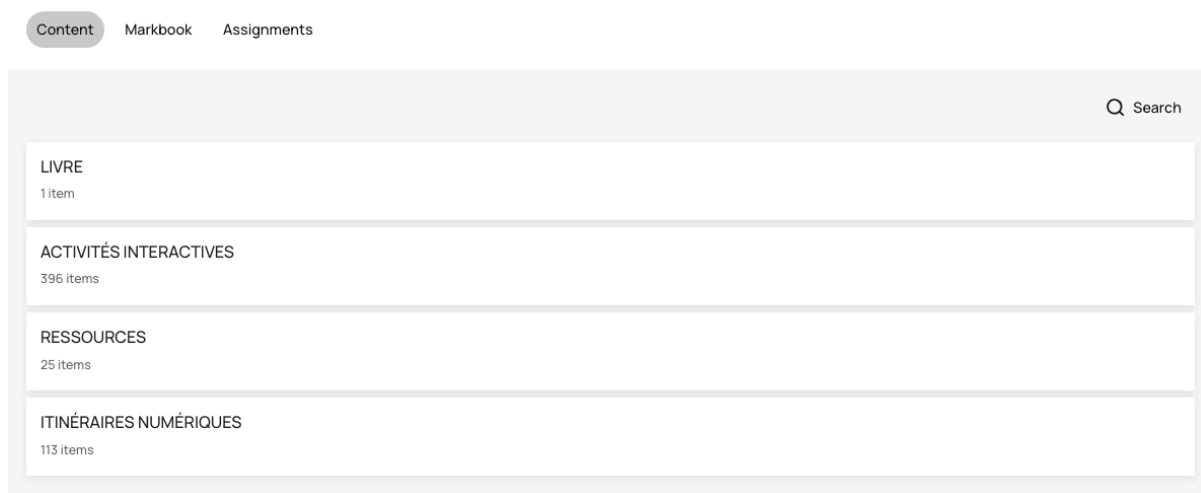 Content Markbook Assignments
Search
LIVRE
1 item
ACTIVITÉS INTERACTIVES
396 items
RESSOURCES
25 items
ITINÉRAIRES NUMÉRIQUES
113 items